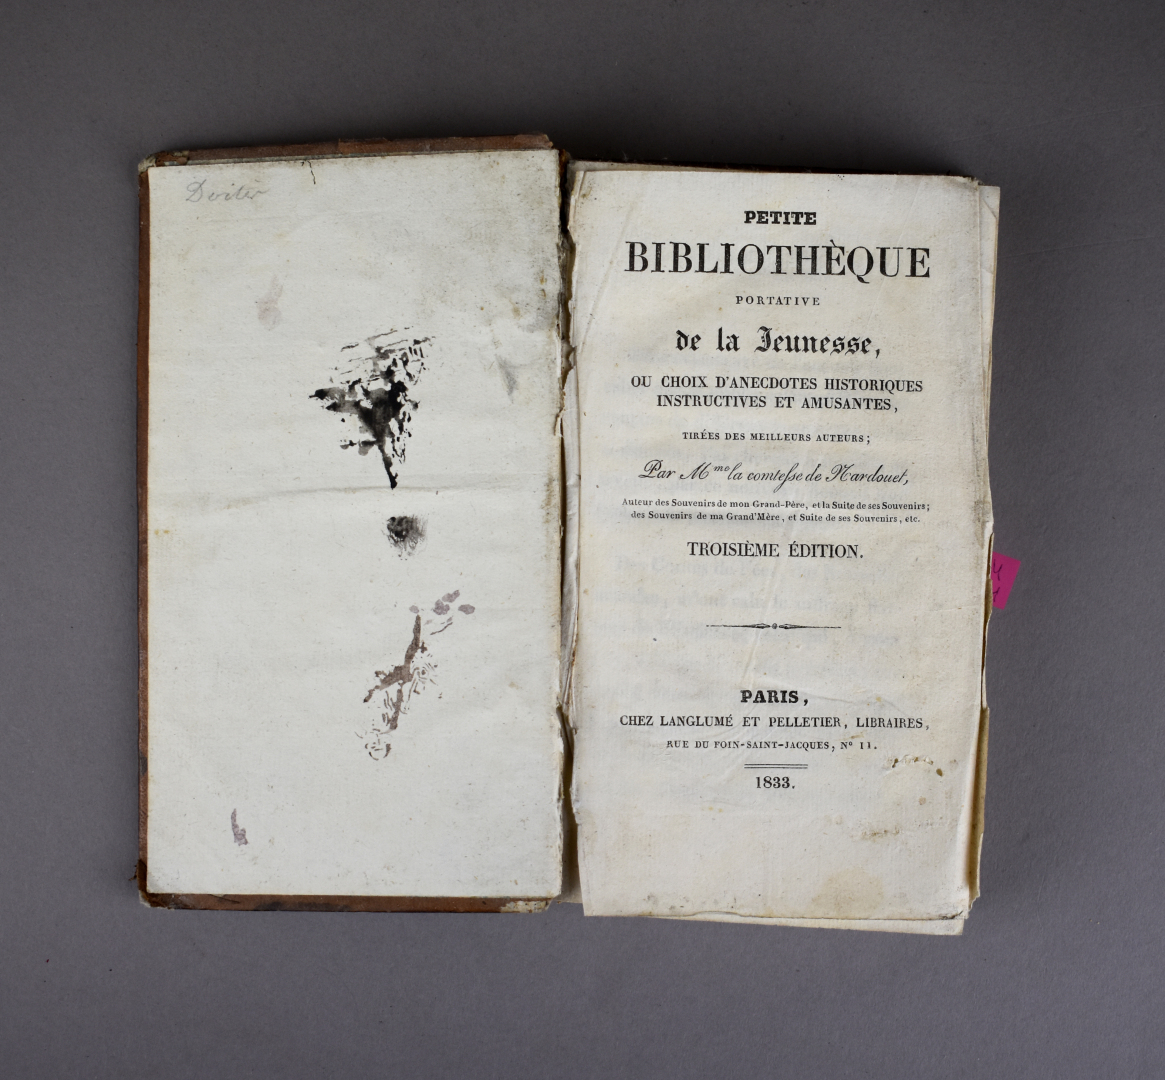 PETITE
BIBLIOTHÈQUE
PORTATIVE
de la Jeunesse,
OU CHOIX D'ANECDOTES HISTORIQUES
INSTRUCTIVES ET AMUSANTES,
TIRÉES DES MEILLEURS AUTEURS;
Par Mme la comtesse de Hardouet,
Auteur des Souvenirs de mon Grand-Père, et la Suite de ses Souvenirs;
des Souvenirs de ma Grand'Mère, et Suite de ses Souvenirs, etc.
TROISIÈME ÉDITION.
PARIS,
CHEZ LANGLUMÉ ET PELLETIER, LIBRAIRES,
RUE DU FOIN-SAINT-JACQUES, N° 11.
1833.